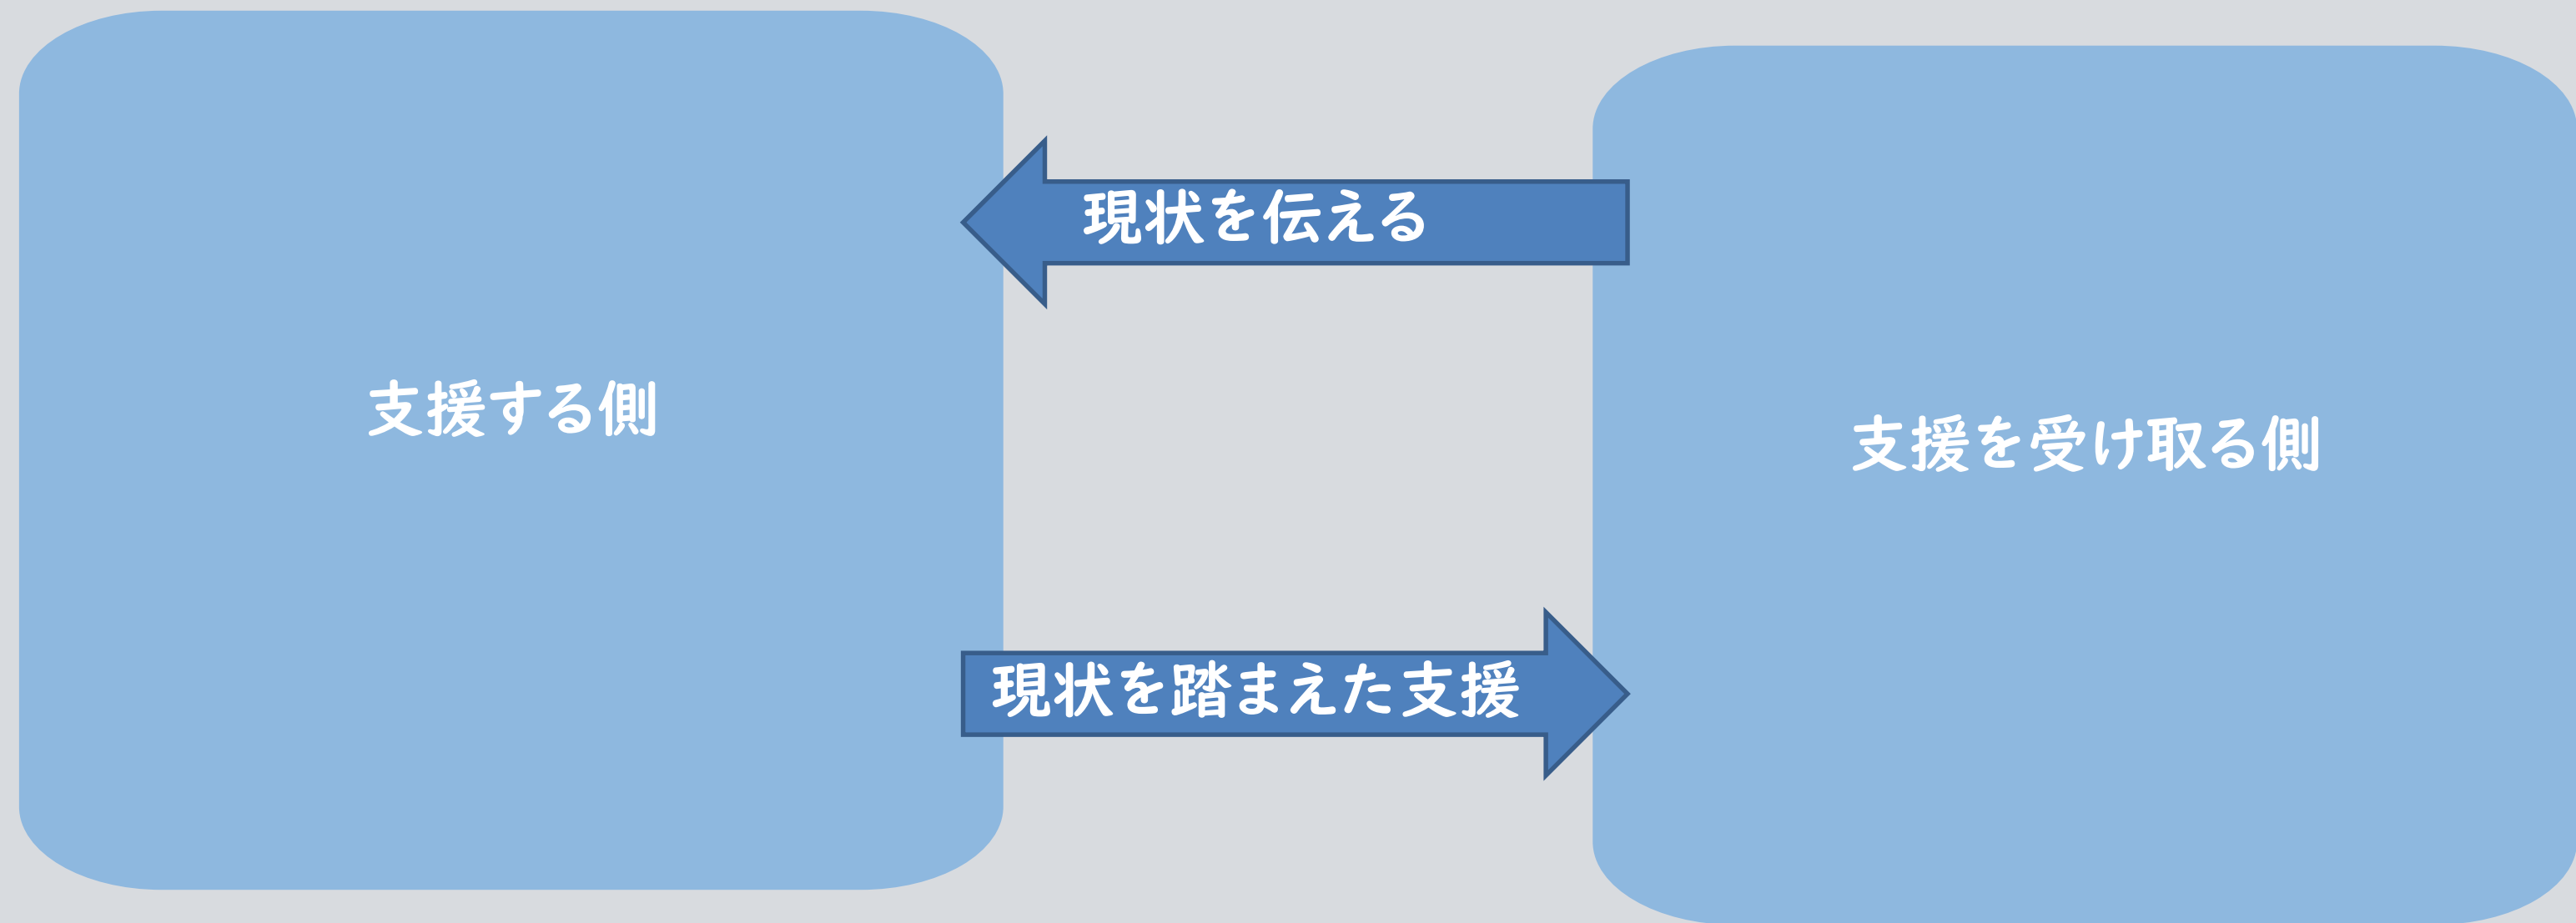 現状を伝える
支援する側
支援を受け取る側
現状を踏まえた支援